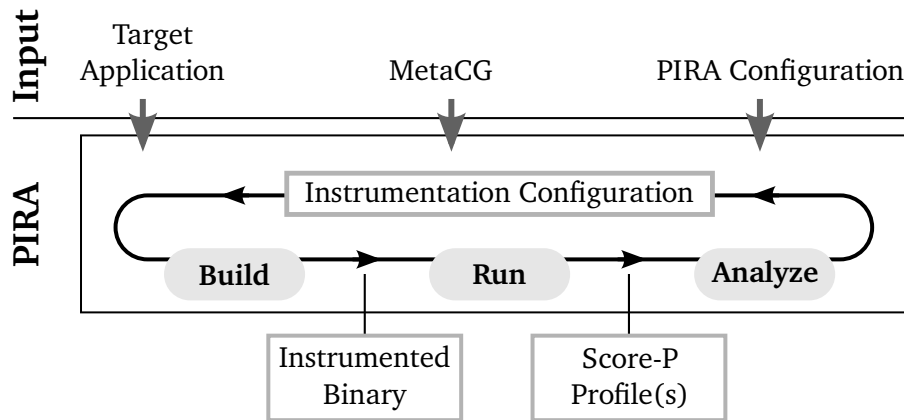 Input
Target
Application
MetaCG
PIRA Configuration
PIRA
Instrumentation Configuration
Build
Run
Analyze
Instrumented
Binary
Score-P
Profile(s)